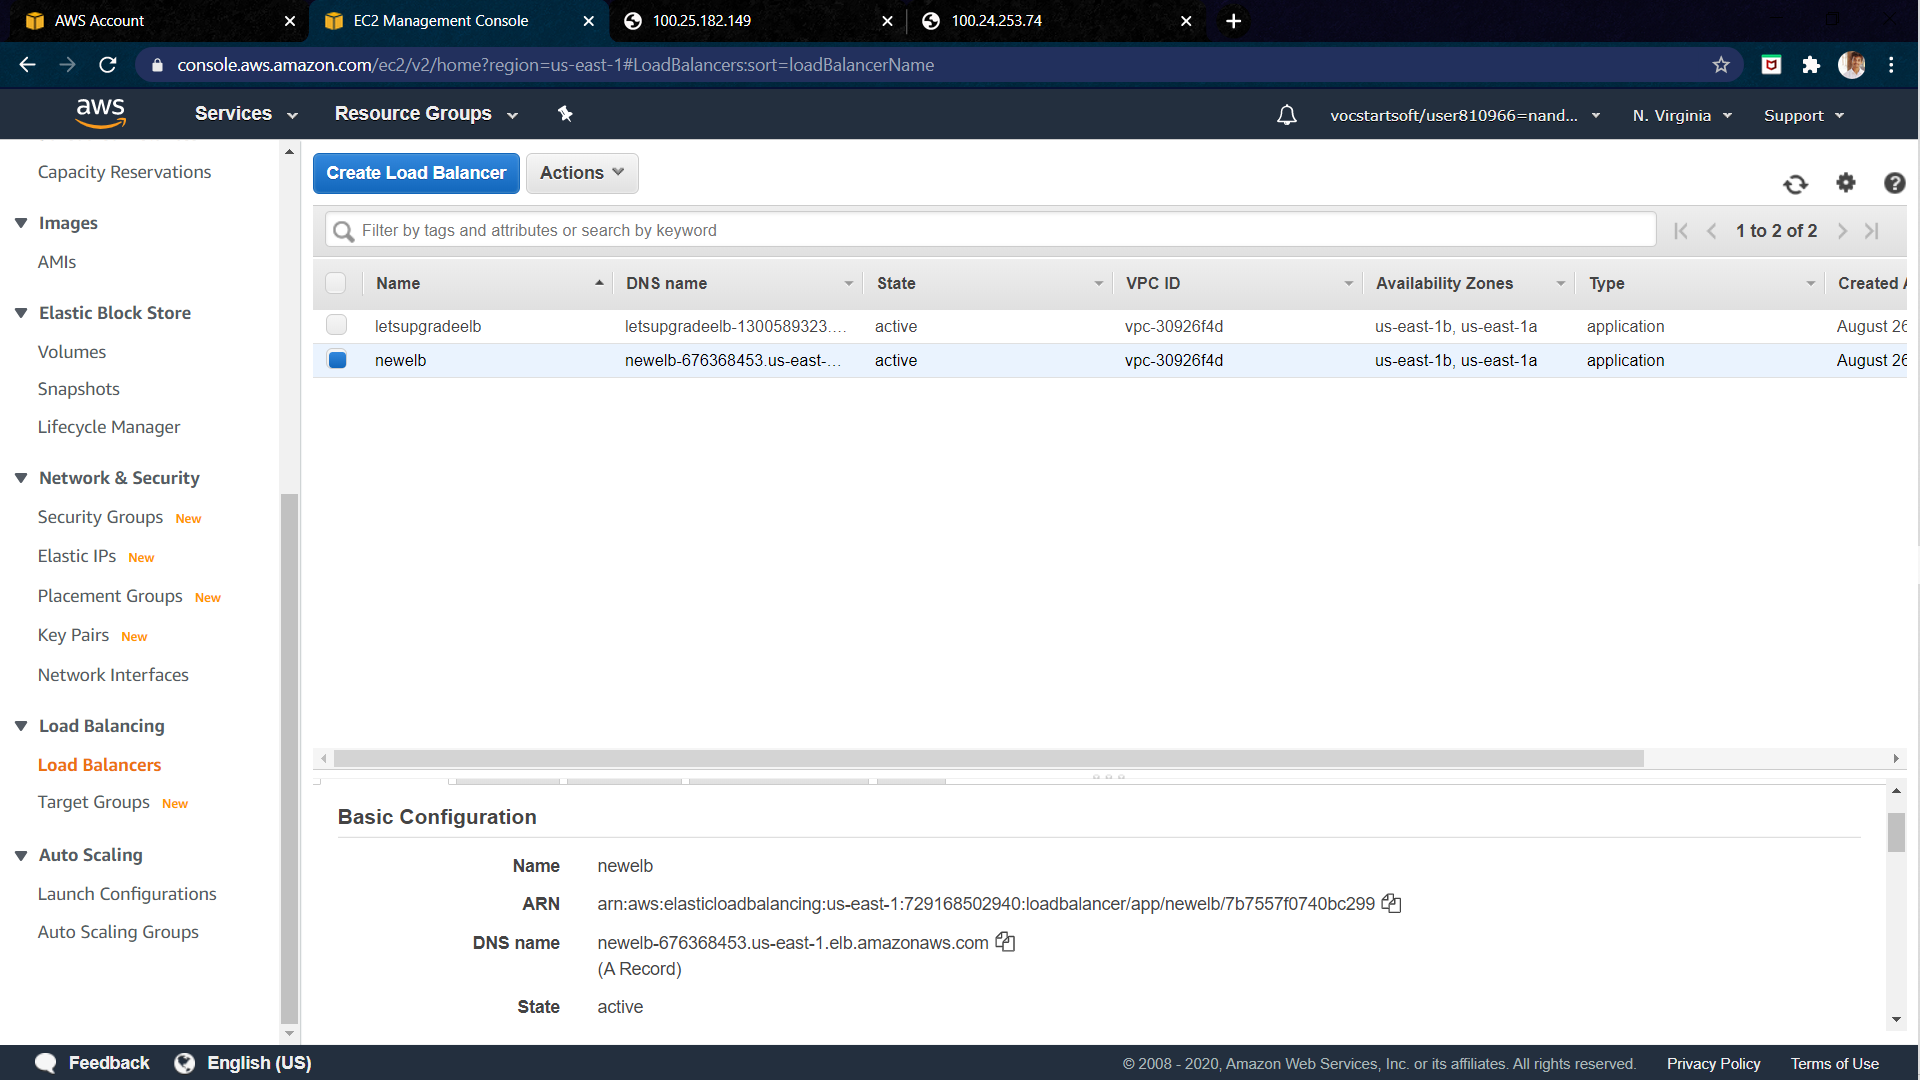 AWS Account
EC2 Management Console
100.25.182.149
100.24.253.74
console.aws.amazon.com/ec2/v2/home?region=us-east-1#LoadBalancers:sort=loadBalancerName
aws
Services
Resource Groups
vocstartsoft/user810966=nand...
N. Virginia
Support
Capacity Reservations
Images
AMIs
Elastic Block Store
Volumes
Snapshots
Lifecycle Manager
Network & Security
Security Groups New
Elastic IPs New
Placement Groups New
Key Pairs New
Network Interfaces
Load Balancing
Load Balancers
Target Groups New
Auto Scaling
Launch Configurations
Auto Scaling Groups
Create Load Balancer
Actions
Filter by tags and attributes or search by keyword
1 to 2 of 2
Name DNS name State VPC ID Availability Zones Type Created A
letsupgradeelb letsupgradeelb-1300589323.... active vpc-30926f4d us-east-1b, us-east-1a application August 26
newelb newelb-676368453.us-east-... active vpc-30926f4d us-east-1b, us-east-1a application August 26
Basic Configuration
Name newelb
ARN arn:aws:elasticloadbalancing:us-east-1:729168502940:loadbalancer/app/newelb/7b7557f0740bc299
DNS name newelb-676368453.us-east-1.elb.amazonaws.com
(A Record)
State active
Feedback
English (US)
© 2008 - 2020, Amazon Web Services, Inc. or its affiliates. All rights reserved.
Privacy Policy
Terms of Use